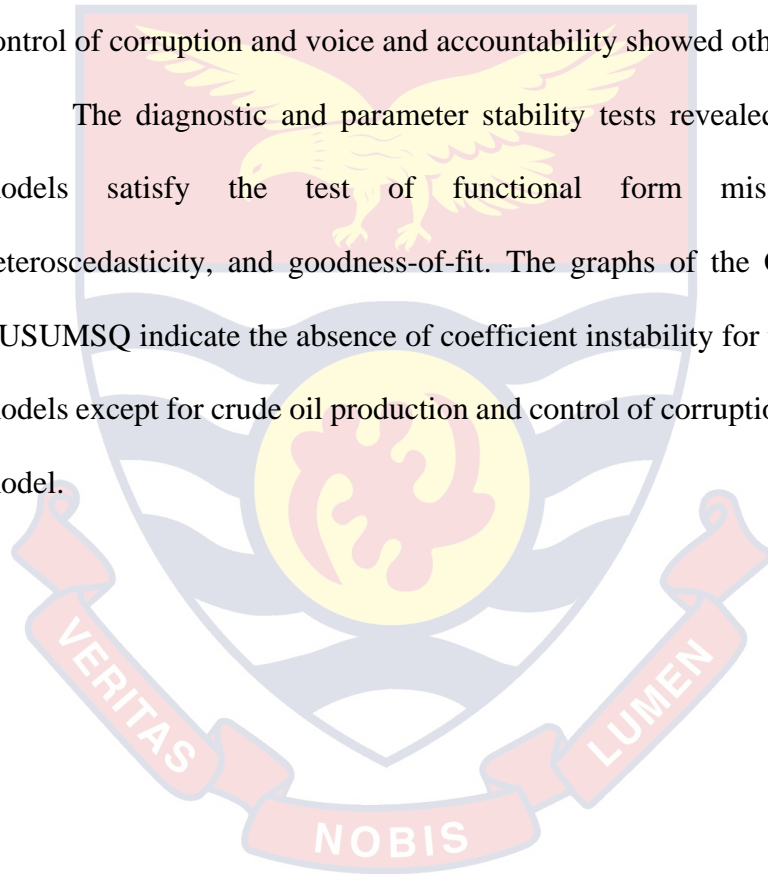 ontrol of corruption and voice and accountability showed oth
The diagnostic and parameter stability tests revealed
odels satisfy the test of functional form mis
eteroscedasticity, and goodness-of-fit. The graphs of the
USUMSQ indicate the absence of coefficient instability for
odels except for crude oil production and control of corruptio
odel.
VERITAS
NOBIS
LUMEN